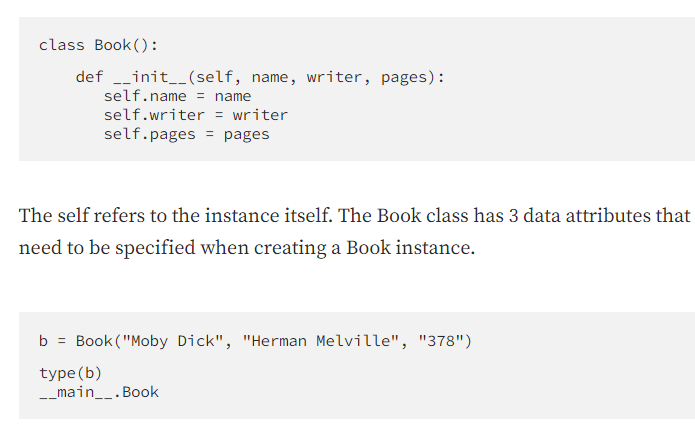 class Book():
    def __init__(self, name, writer, pages):
       self.name = name
       self.writer = writer
       self.pages = pages
The self refers to the instance itself. The Book class has 3 data attributes that
need to be specified when creating a Book instance.
b = Book("Moby Dick", "Herman Melville", "378")
type(b)
__main__.Book